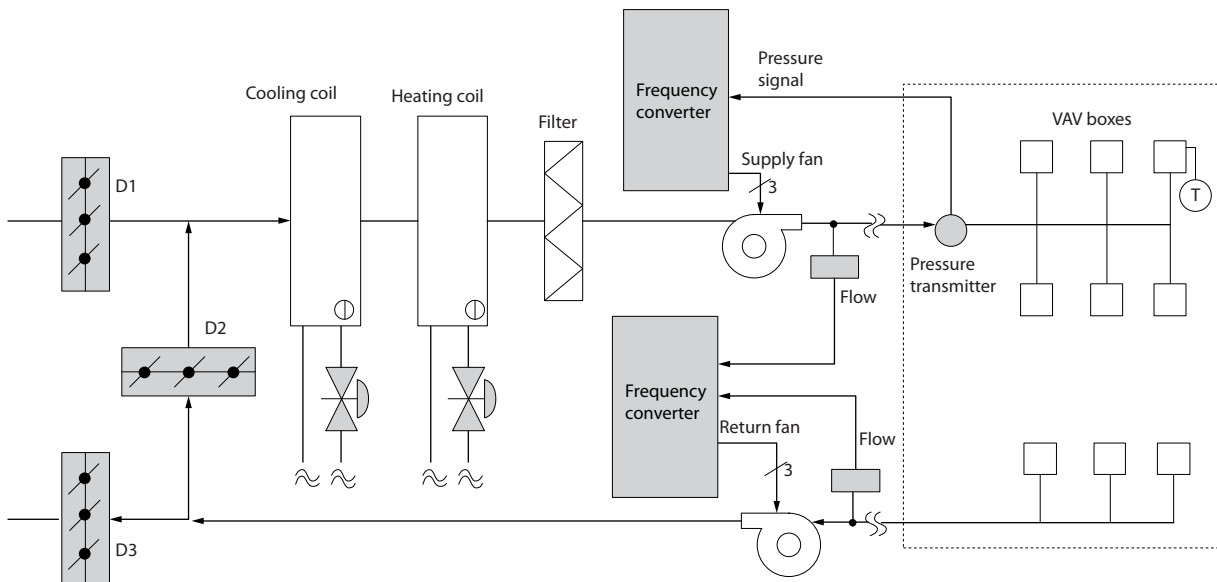 Cooling coil
Heating coil
Filter
Frequency
converter
Pressure
signal
VAV boxes
D1
Supply fan
3
T
Pressure
transmitter
Flow
D2
Frequency
converter
Return fan
3
Flow
D3